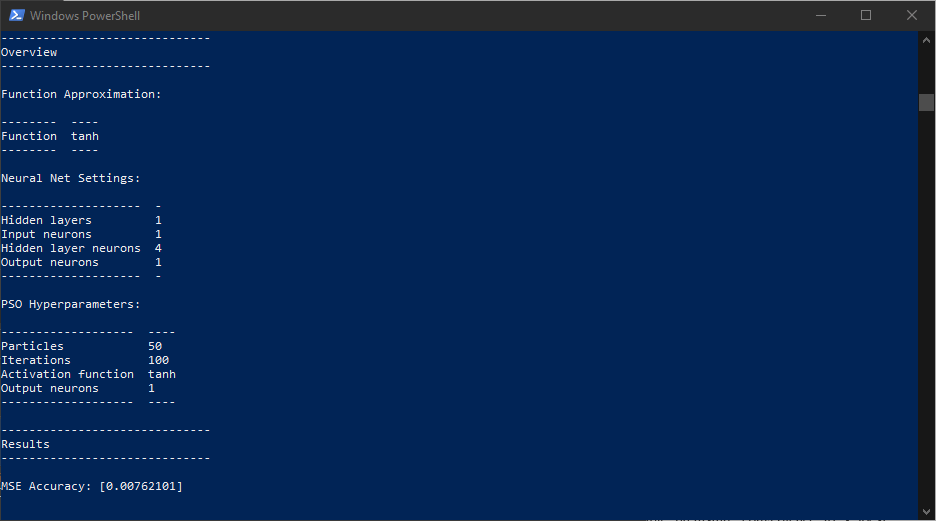 Windows PowerShell
------------------------------
Overview
------------------------------
Function Approximation:
--------  ----
Function  tanh
--------  ----
Neural Net Settings:
--------------------  -
Hidden layers         1
Input neurons         1
Hidden layer neurons  4
Output neurons        1
--------------------  -
PSO Hyperparameters:
-------------------  ----
Particles            50
Iterations           100
Activation function  tanh
Output neurons       1
-------------------  ----
------------------------------
Results
------------------------------
MSE Accuracy: [0.00762101]